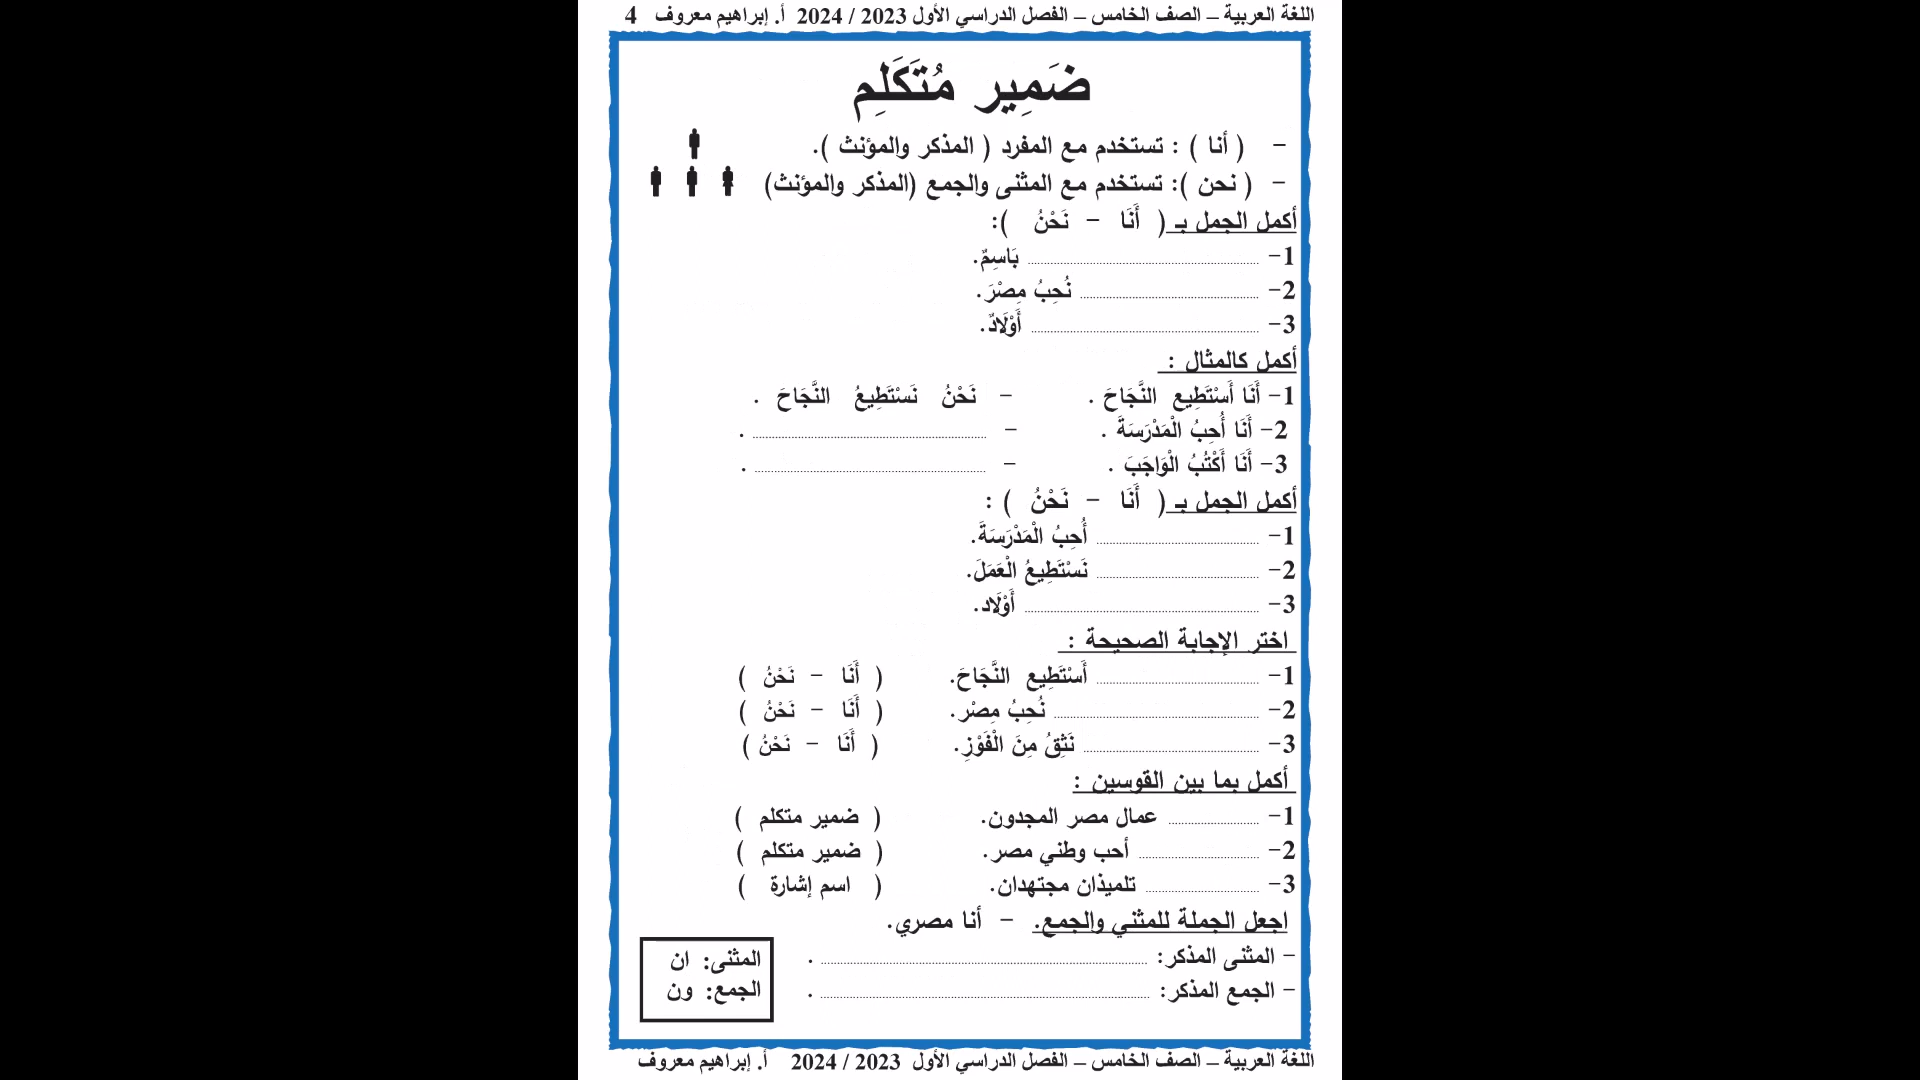 اللغة العربية – الصف الخامس – الفصل الدراسي الأول 2023 / 2024 أ. إبراهيم معروف 4
ضَمِير مُتَكَلِم
- ( أنا ) : تستخدم مع المفرد ( المذكر والمؤنث ).
- ( نحن ): تستخدم مع المثنى والجمع (المذكر والمؤنث)
أكمل الجمل بـ ( أَنَا - نَحْنُ ):
1- .................... بَاسِمٌ.
2- .................... نُحِبُ مِصْرَ.
3- .................... أَوْلَادٌ.
أكمل كالمثال :
1- أَنَا أَسْتَطِيع النَّجَاحَ . - نَحْنُ نَسْتَطِيعُ النَّجَاحَ .
2- أَنَا أُحِبُ الْمَدْرَسَةَ . - .................... .
3- أَنَا أَكْتُبُ الْوَاجَبَ . - .................... .
أكمل الجمل بـ ( أَنَا - نَحْنُ ) :
1- .................... أُحِبُ الْمَدْرَسَةَ.
2- .................... نَسْتَطِيعُ الْعَمَلَ.
3- .................... أَوْلَاد.
اختر الإجابة الصحيحة :
1- .................... أَسْتَطِيع النَّجَاحَ. ( أَنَا - نَحْنُ )
2- .................... نُحِبُ مِصْر. ( أَنَا - نَحْنُ )
3- .................... نَثِقُ مِنَ الْفَوْزِ. ( أَنَا - نَحْنُ )
أكمل بما بين القوسين :
1- .................... عمال مصر المجدون. ( ضمير متكلم )
2- .................... أحب وطني مصر. ( ضمير متكلم )
3- .................... تلميذان مجتهدان. ( اسم إشارة )
اجعل الجملة للمثني والجمع. - أنا مصري.
- المثنى المذكر: .................... .
- الجمع المذكر: .................... .
المثنى: ان
الجمع: ون
اللغة العربية – الصف الخامس – الفصل الدراسي الأول 2023 / 2024 أ. إبراهيم معروف